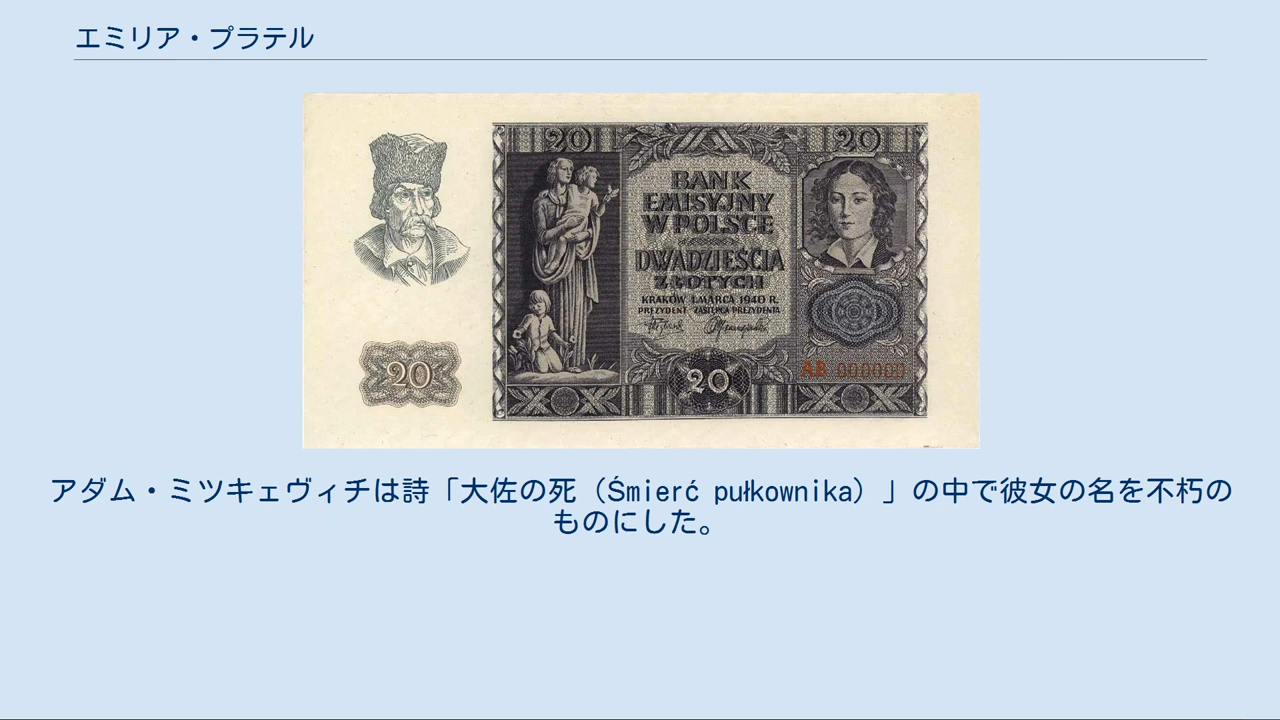 エミリア・プラテル
20
20
BANK
EMISYJNY
W POLSCE
DWADZIEŚCIA
ZŁOTYCH
KRAKÓW 1.MARCA 1940 R.
PREZYDENT ZASTĘPCA PREZYDENTA
AB 0000000
20
20
アダム・ミツキェヴィチは詩「大佐の死（Śmierć pułkownika）」の中で彼女の名を不朽の
ものにした。